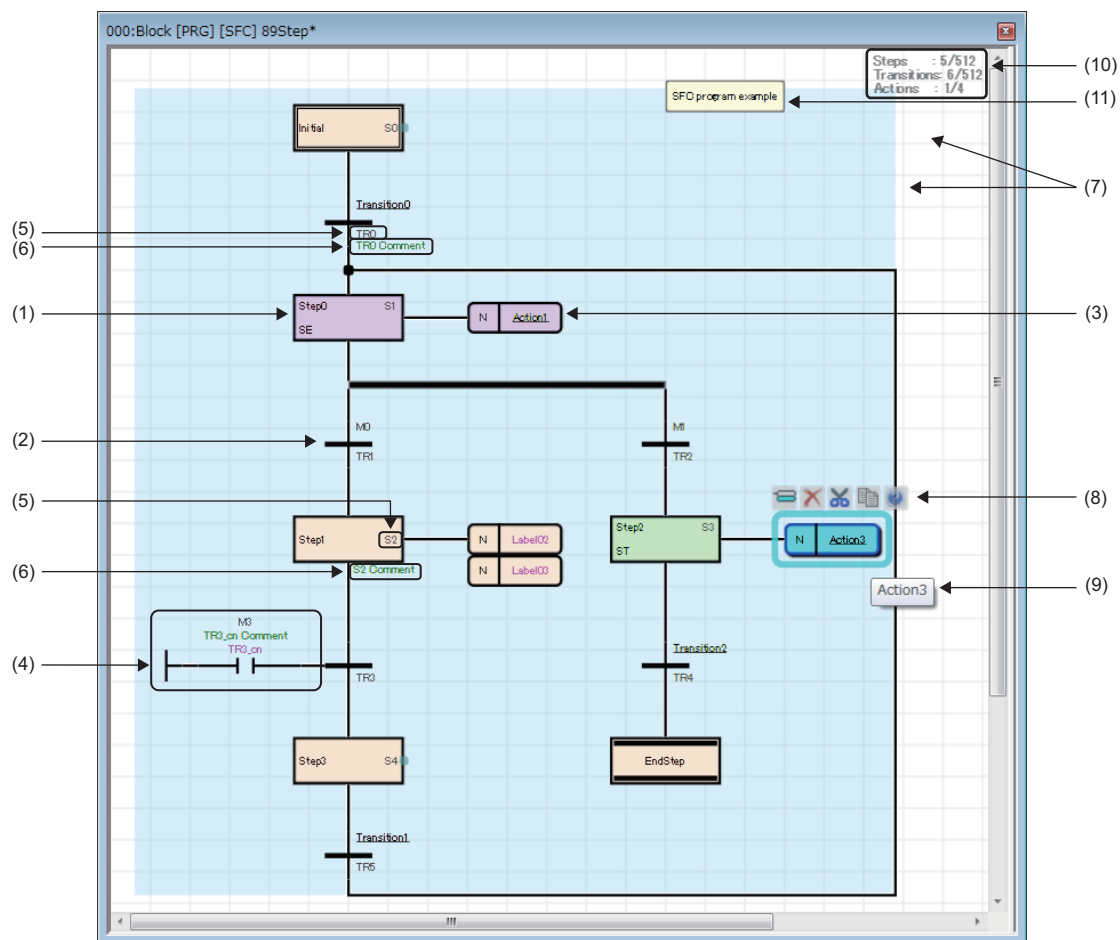 000:Block [PRG] [SFC] 89Step*
Steps : 5/512
Transitions: 6/512
Actions : 1/4
(10)
SFC program example
(11)
Initial S0
(7)
Transition0
(5)
TR0
(6)
TR0 Comment
(1)
Step0 S1
SE
N Action1
(3)
(2)
M0
TR1
M1
TR2
(5)
(8)
Step1 S2
N Label02
N Label03
Step2 S3
ST
N Action3
(6)
S2 Comment
Action3
(9)
M3
TR3_cn Comment
TR3_cn
(4)
TR3
Transition2
TR4
Step3 S4
EndStep
Transition1
TR5